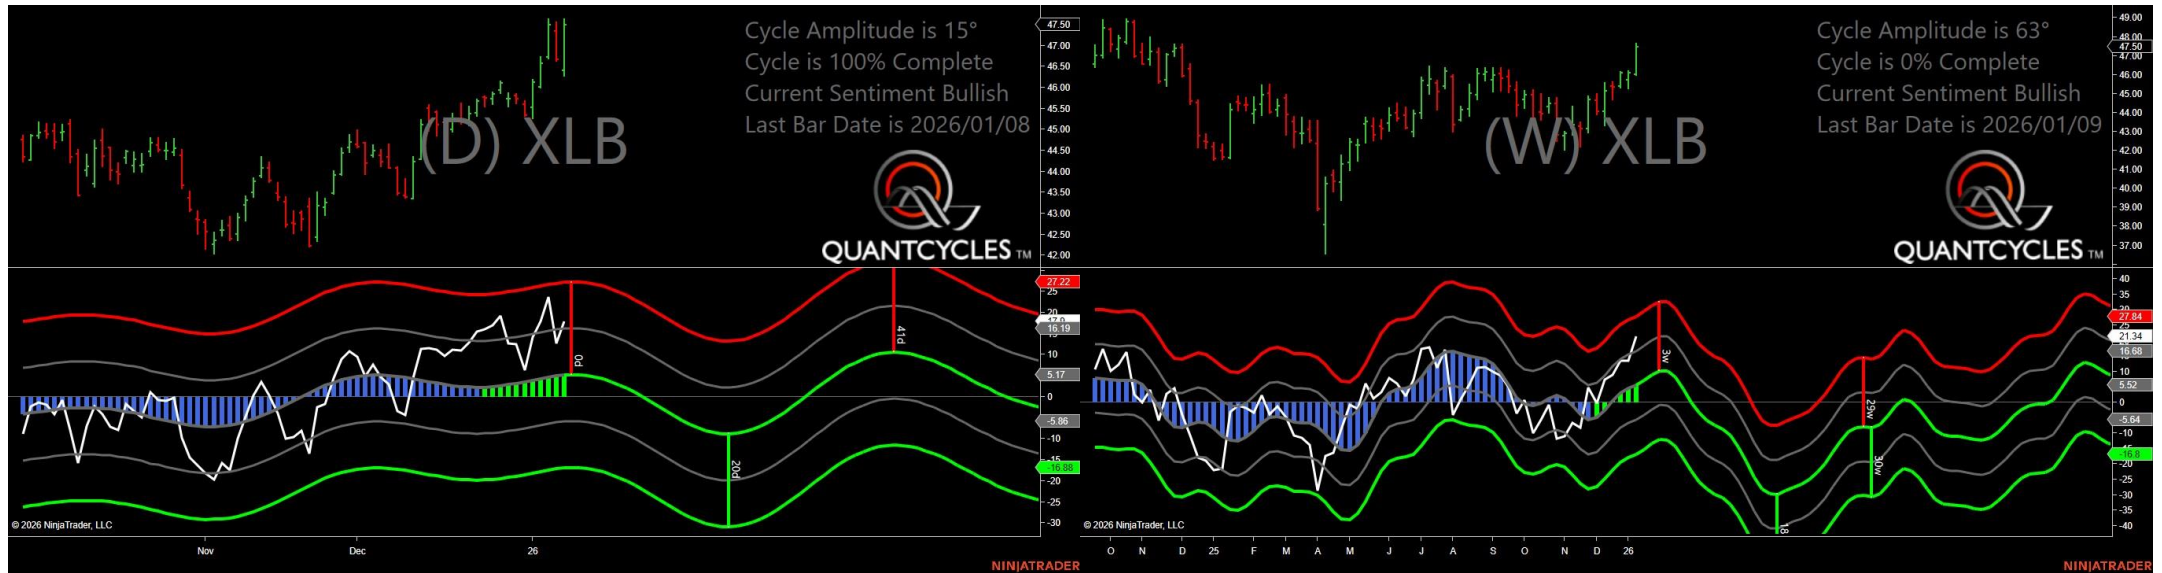 Cycle Amplitude is 15°
Cycle is 100% Complete
Current Sentiment Bullish
Last Bar Date is 2026/01/08
(D) XLB
QUANTCYCLES TM
47.50
47.00
46.50
46.00
45.50
45.00
44.50
44.00
43.50
43.00
42.50
42.00
27.22
25
20
16.19
10
5.17
0
-5.86
-10
-15
-16.88
-20
-25
-30
0d
20d
41d
© 2026 NinjaTrader, LLC
Nov
Dec
26
NINJATRADER
Cycle Amplitude is 63°
Cycle is 0% Complete
Current Sentiment Bullish
Last Bar Date is 2026/01/09
(W) XLB
QUANTCYCLES TM
49.00
48.00
47.50
47.00
46.00
45.00
44.00
43.00
42.00
41.00
40.00
39.00
38.00
37.00
40
35
30
27.84
25
21.34
16.68
10
5.52
0
-5.64
-10
-16.8
-20
-25
-30
-35
-40
3w
18
29w
30w
© 2026 NinjaTrader, LLC
O N D 25 F M A M J J A S O N D 26
NINJATRADER